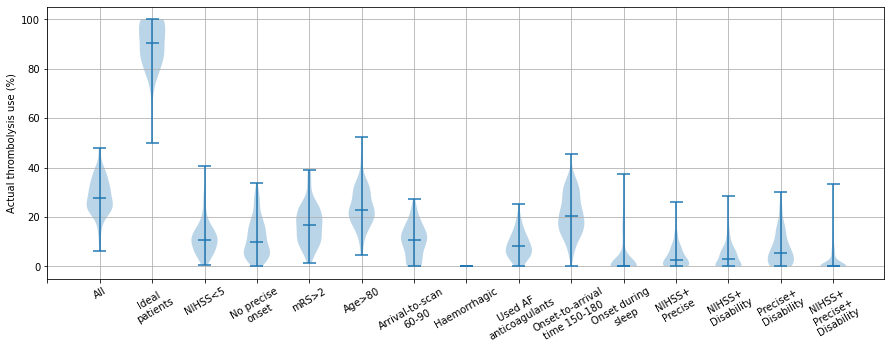 Actual thrombolysis use (%)
100
80
60
40
20
0
All
Ideal
patients
NIHSS<5
No precise
onset
mRS>2
Age>80
Arrival-to-scan
60-90
Haemorrhagic
Used AF
anticoagulants
Onset-to-arrival
time 150-180
Onset during
sleep
NIHSS+
Precise
NIHSS+
Disability
Precise+
Disability
NIHSS+
Precise+
Disability